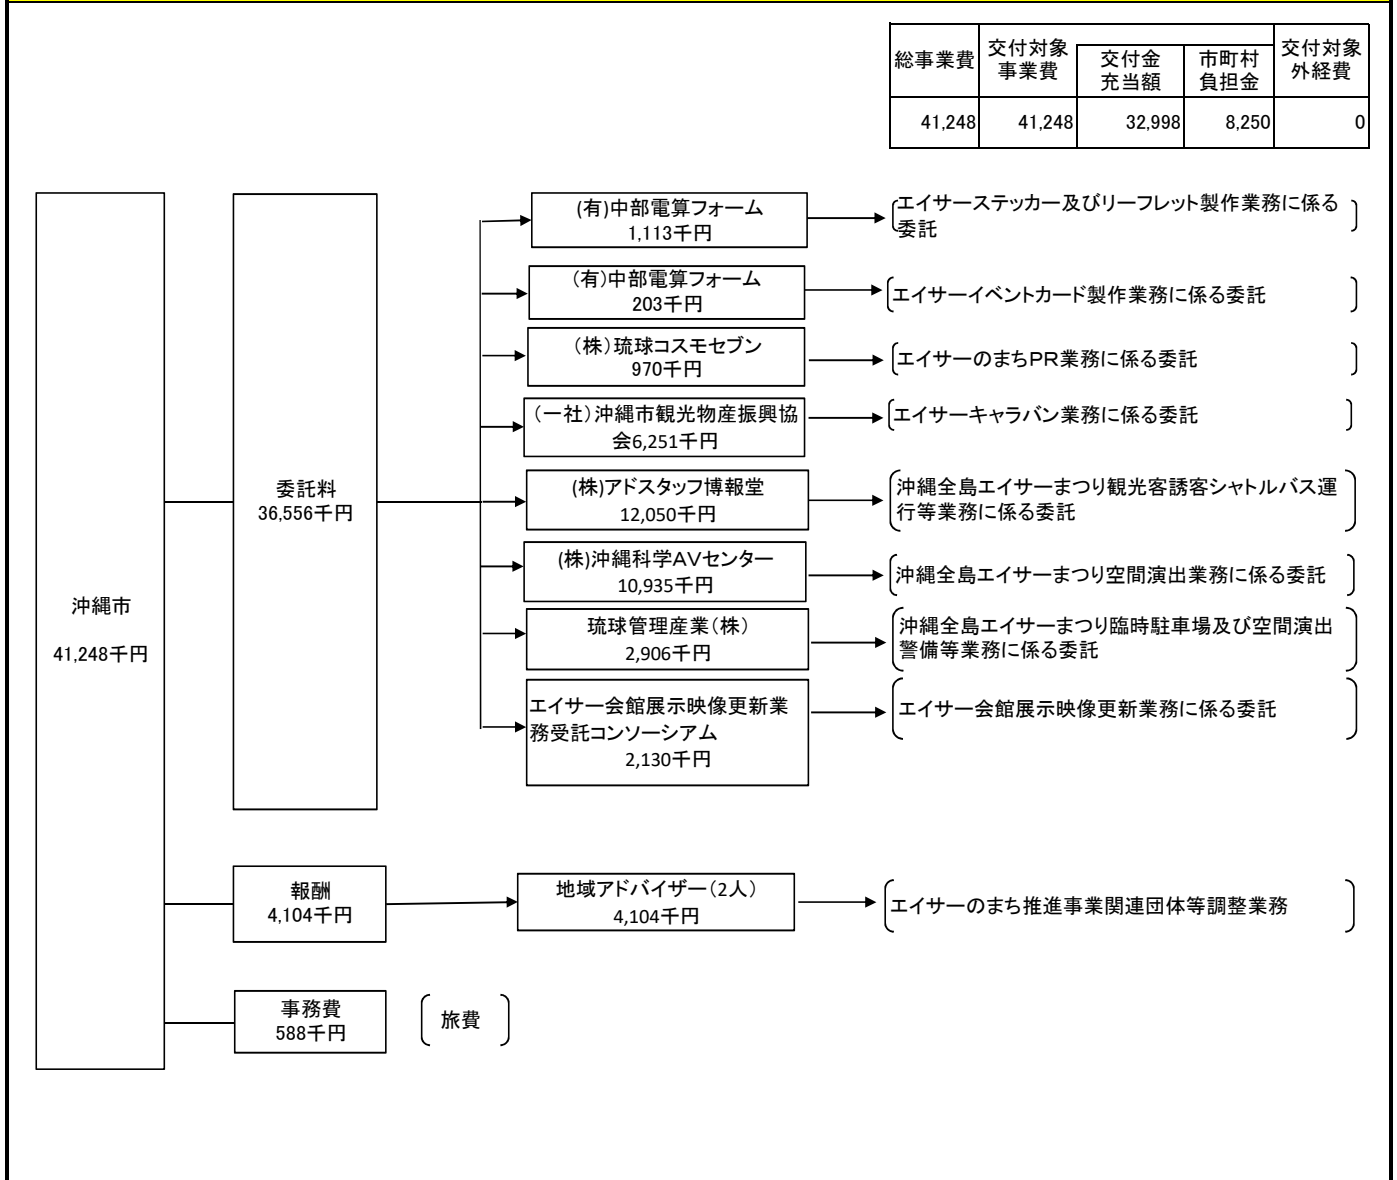 総事業費
交付対象
事業費
交付金
充当額
市町村
負担金
交付対象
外経費
41,248
41,248
32,998
8,250
0
沖縄市
41,248千円
委託料
36,556千円
(有)中部電算フォーム
1,113千円
エイサーステッカー及びリーフレット製作業務に係る
委託
(有)中部電算フォーム
203千円
エイサーイベントカード製作業務に係る委託
(株)琉球コスモセブン
970千円
エイサーのまちPR業務に係る委託
(一社)沖縄市観光物産振興協
会6,251千円
エイサーキャラバン業務に係る委託
(株)アドスタッフ博報堂
12,050千円
沖縄全島エイサーまつり観光客誘客シャトルバス運
行等業務に係る委託
(株)沖縄科学AVセンター
10,935千円
沖縄全島エイサーまつり空間演出業務に係る委託
琉球管理産業(株)
2,906千円
沖縄全島エイサーまつり臨時駐車場及び空間演出
警備等業務に係る委託
エイサー会館展示映像更新業
務受託コンソーシアム
2,130千円
エイサー会館展示映像更新業務に係る委託
報酬
4,104千円
地域アドバイザー(2人)
4,104千円
エイサーのまち推進事業関連団体等調整業務
事務費
588千円
旅費